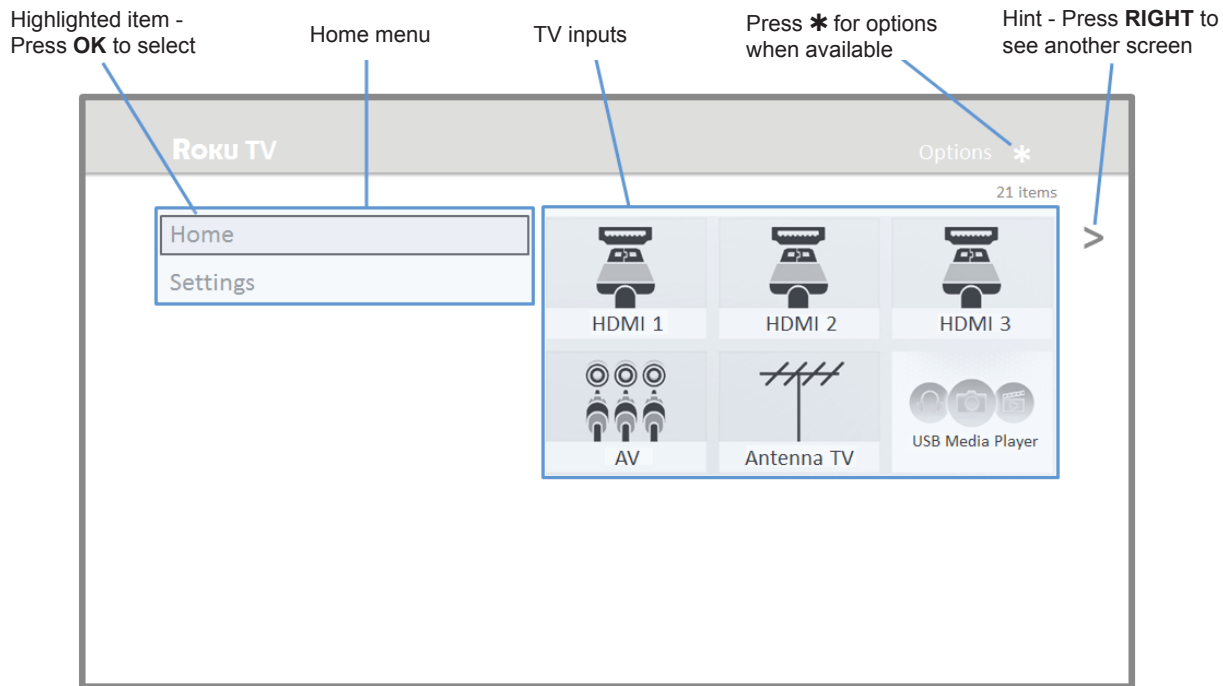 Highlighted item -
Press OK to select
Home menu
TV inputs
Press ✱ for options
when available
Hint - Press RIGHT to
see another screen
ROKU TV
Options ✱
21 items
Home
Settings
>
HDMI 1
HDMI 2
HDMI 3
AV
Antenna TV
USB Media Player